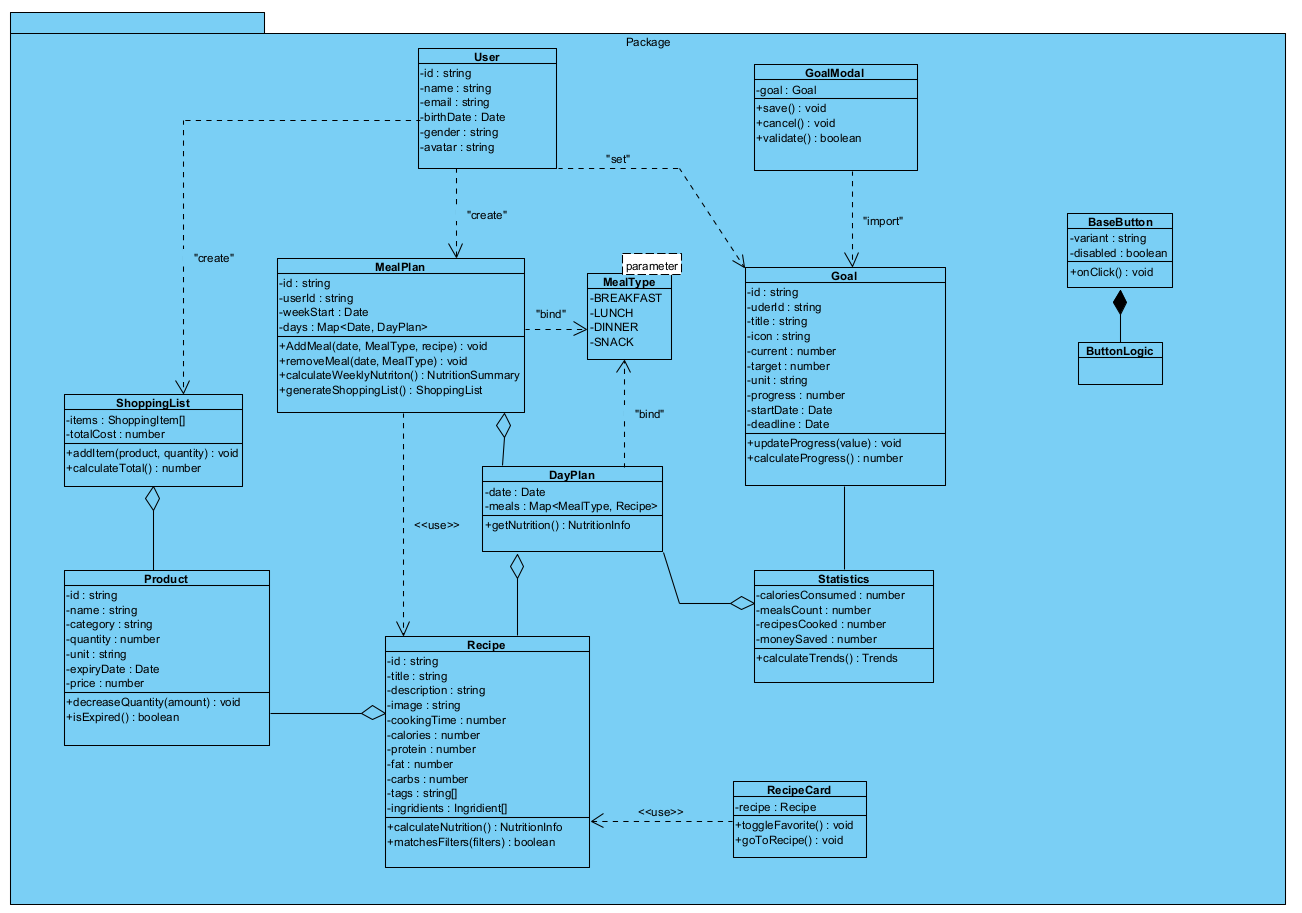 Package
User
-id : string
-name : string
-email : string
-birthDate : Date
-gender : string
-avatar : string
GoalModal
-goal : Goal
+save() : void
+cancel() : void
+validate() : boolean
"set"
"create"
"import"
"create"
BaseButton
-variant : string
-disabled : boolean
+onClick() : void
ButtonLogic
MealPlan
-id : string
-userId : string
-weekStart : Date
-days : Map<Date, DayPlan>
+AddMeal(date, MealType, recipe) : void
+removeMeal(date, MealType) : void
+calculateWeeklyNutriton() : NutritionSummary
+generateShoppingList() : ShoppingList
"bind"
parameter
MealType
-BREAKFAST
-LUNCH
-DINNER
-SNACK
"bind"
Goal
-id : string
-uderId : string
-title : string
-icon : string
-current : number
-target : number
-unit : string
-progress : number
-startDate : Date
-deadline : Date
+updateProgress(value) : void
+calculateProgress() : number
ShoppingList
-items : ShoppingItem[]
-totalCost : number
+addItem(product, quantity) : void
+calculateTotal() : number
<<use>>
DayPlan
-date : Date
-meals : Map<MealType, Recipe>
+getNutrition() : NutritionInfo
Product
-id : string
-name : string
-category : string
-quantity : number
-unit : string
-expiryDate : Date
-price : number
+decreaseQuantity(amount) : void
+isExpired() : boolean
Statistics
-caloriesConsumed : number
-mealsCount : number
-recipesCooked : number
-moneySaved : number
+calculateTrends() : Trends
Recipe
-id : string
-title : string
-description : string
-image : string
-cookingTime : number
-calories : number
-protein : number
-fat : number
-carbs : number
-tags : string[]
-ingridients : Ingridient[]
+calculateNutrition() : NutritionInfo
+matchesFilters(filters) : boolean
<<use>>
RecipeCard
-recipe : Recipe
+toggleFavorite() : void
+goToRecipe() : void